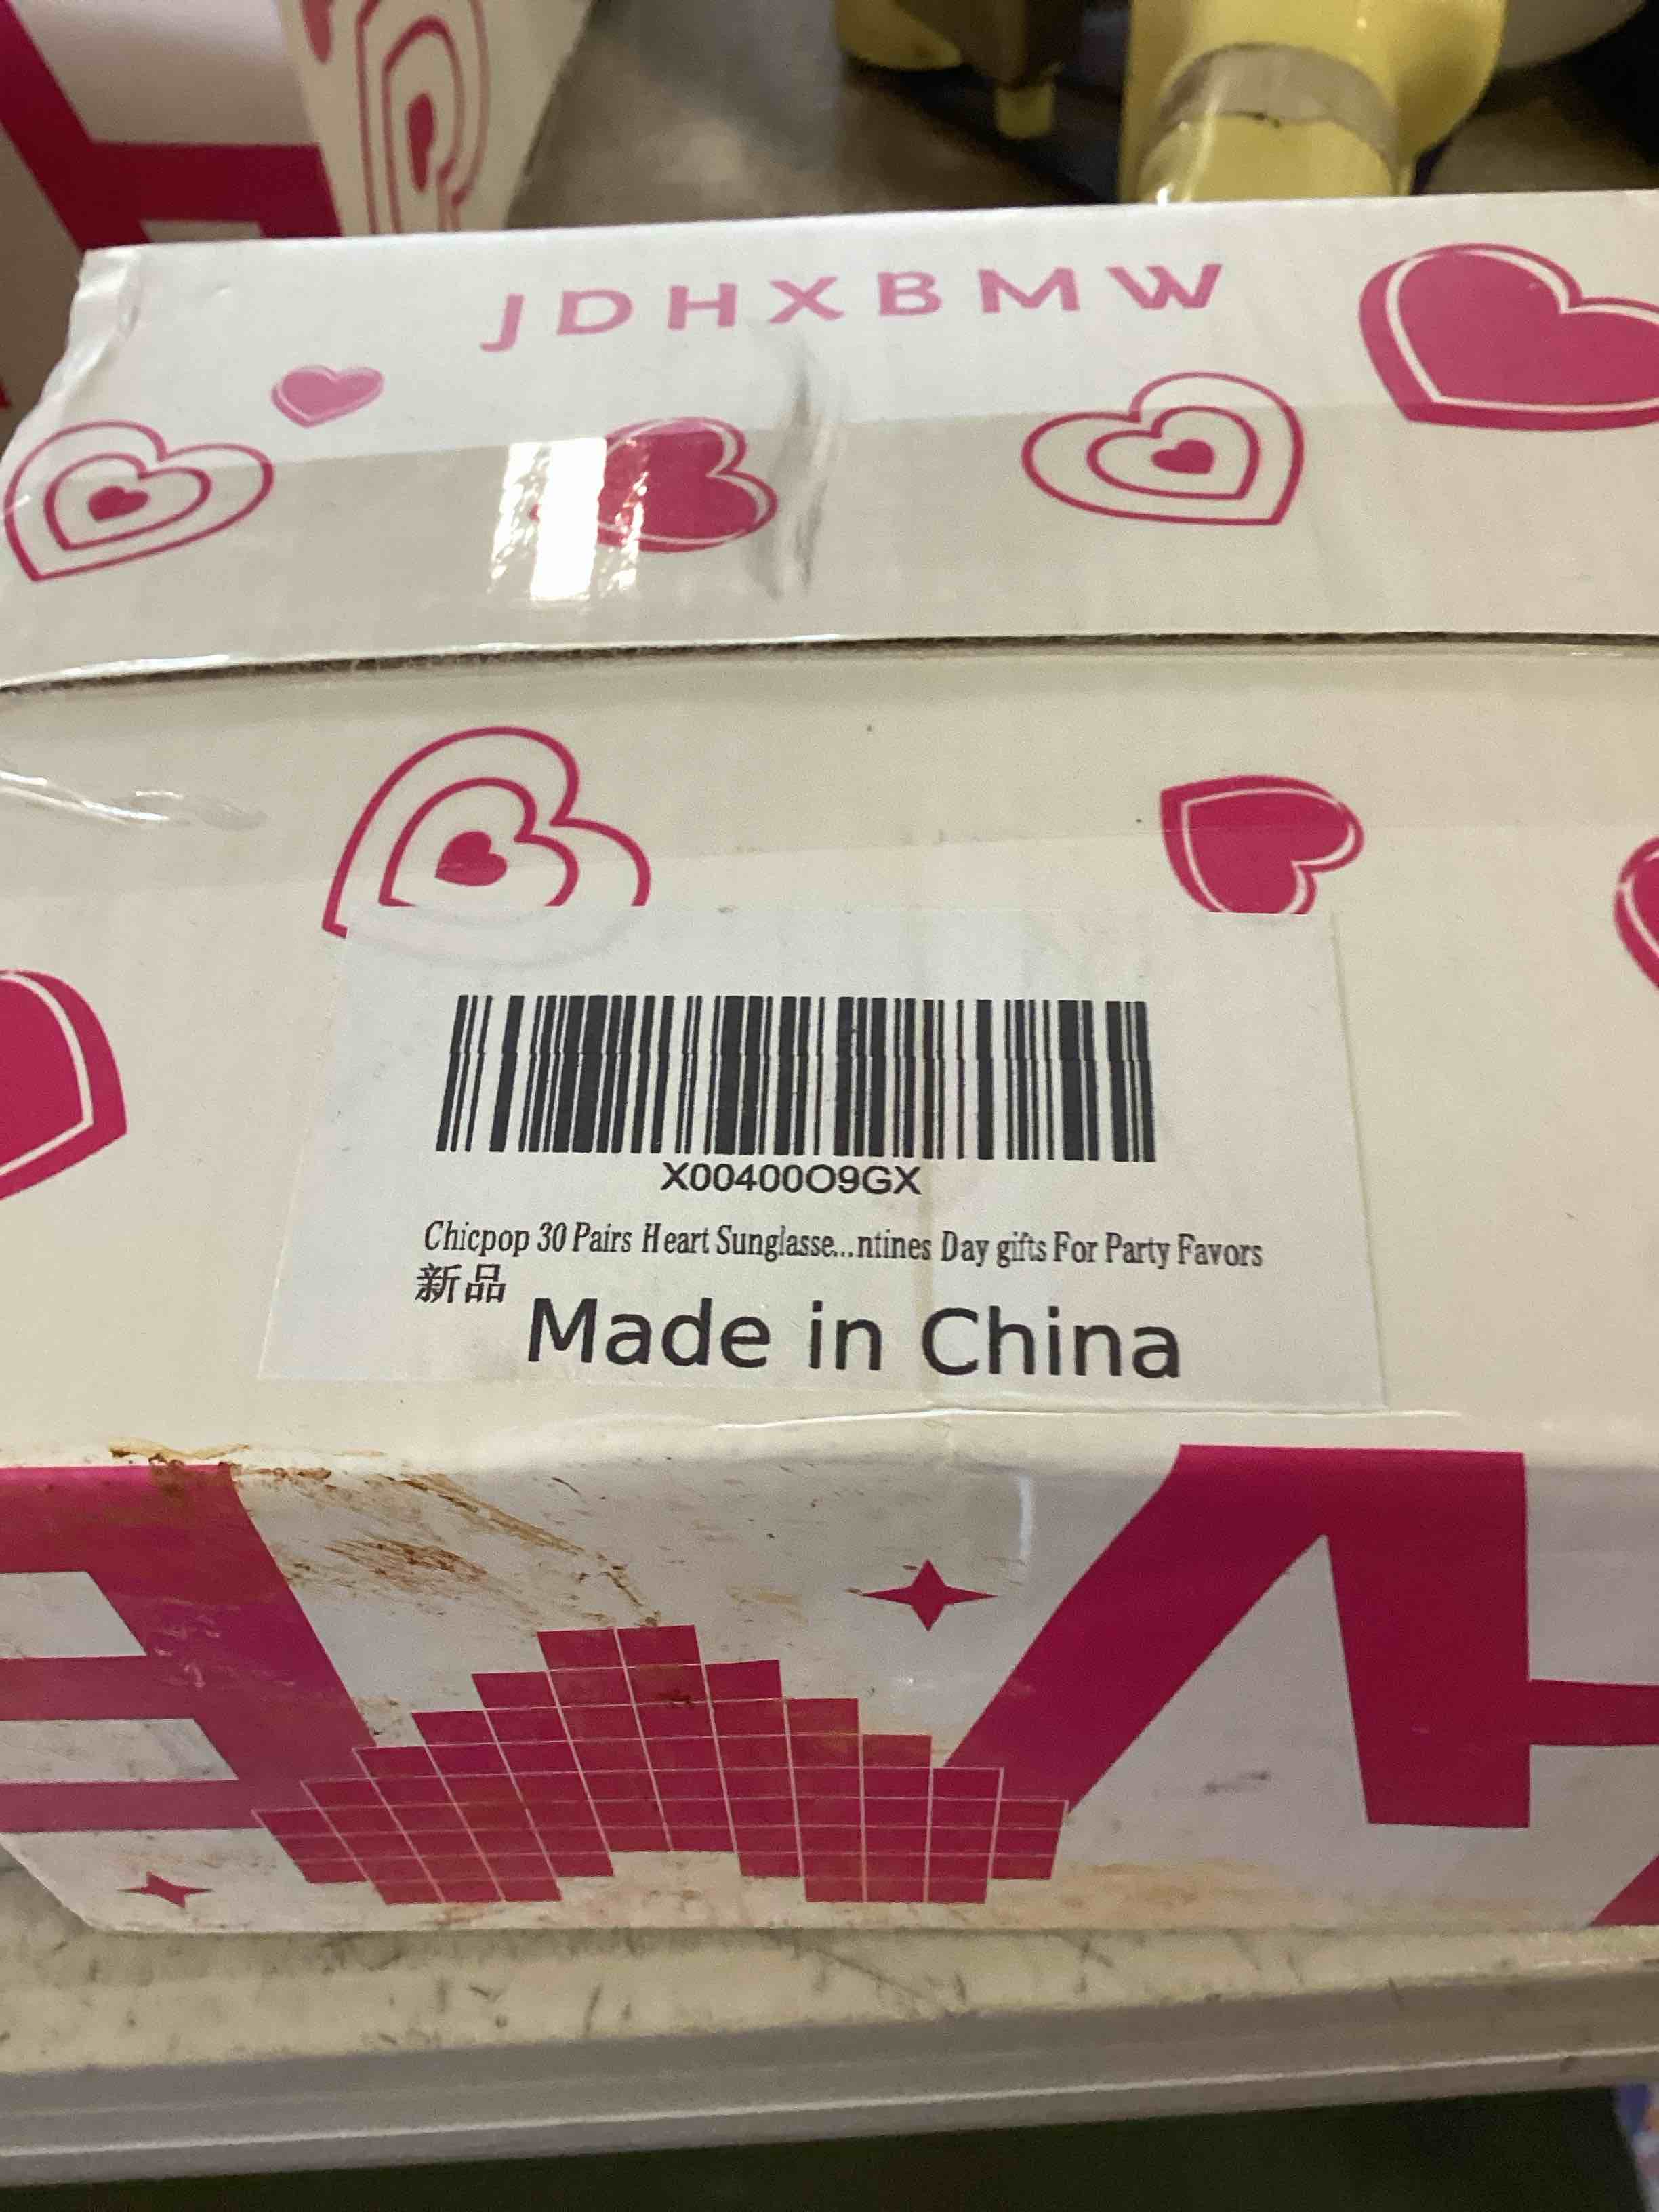 JDHXBMW
X00400O9GX
Chicpop 30 Pairs Heart Sunglasse...ntines Day gifts For Party Favors
新品
Made in China